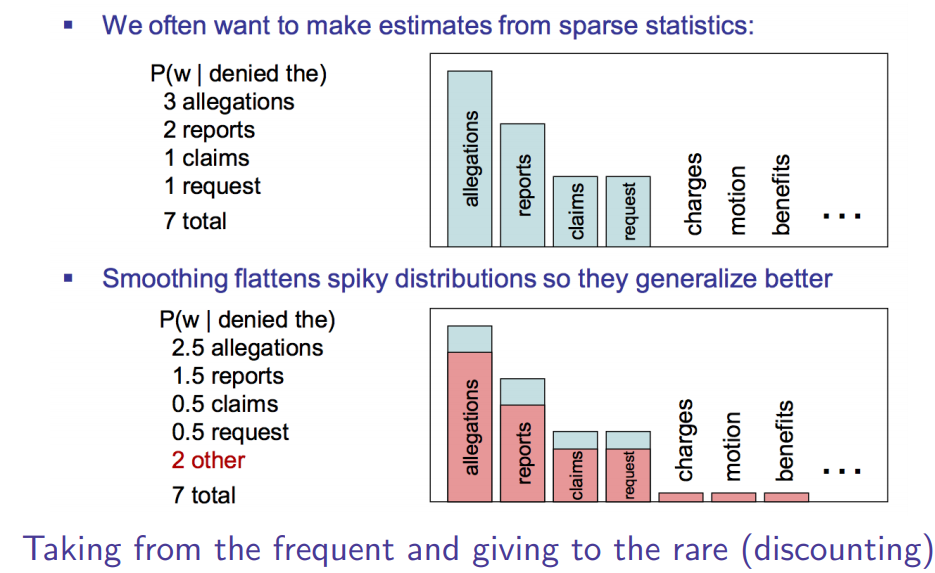 ▪ We often want to make estimates from sparse statistics:
P(w | denied the)
3 allegations
2 reports
1 claims
1 request
7 total
allegations
reports
claims
request
charges
motion
benefits
...
▪ Smoothing flattens spiky distributions so they generalize better
P(w | denied the)
2.5 allegations
1.5 reports
0.5 claims
0.5 request
2 other
7 total
allegations
reports
claims
request
charges
motion
benefits
...
Taking from the frequent and giving to the rare (discounting)